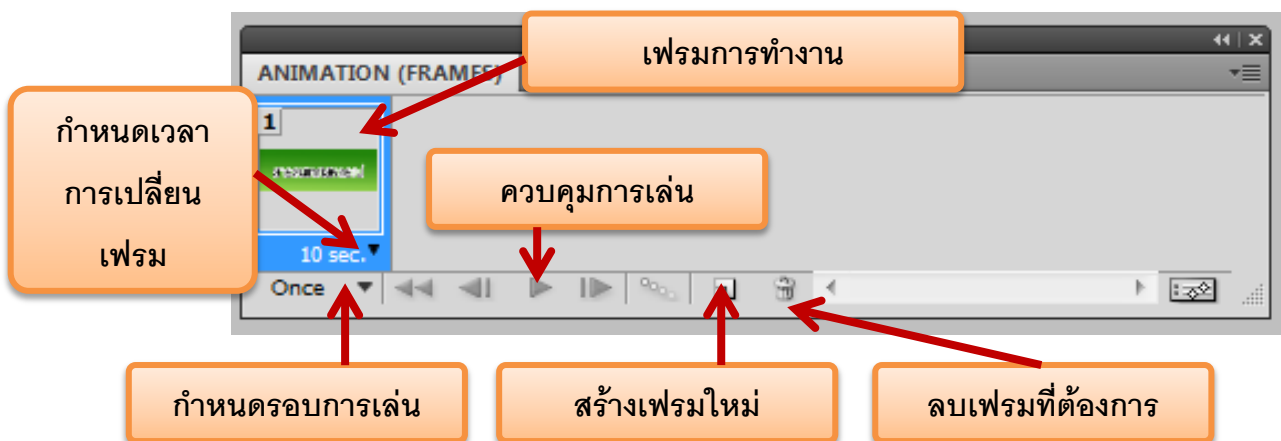 เฟรมการทำงาน
ANIMATION (FRAMES)
กำหนดเวลา
การเปลี่ยน
เฟรม
1
ควบคุมการเล่น
10 sec.
Once
กำหนดรอบการเล่น
สร้างเฟรมใหม่
ลบเฟรมที่ต้องการ